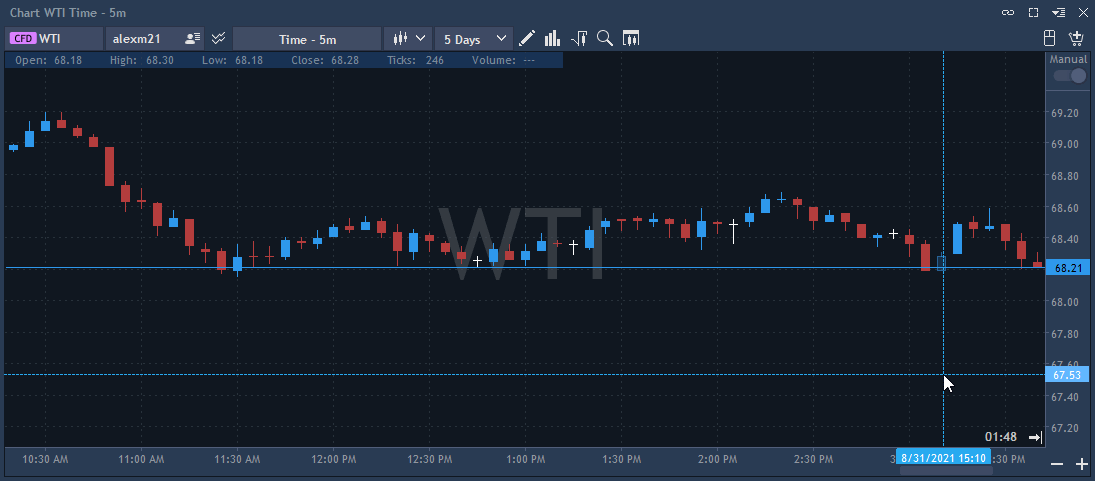 Chart WTI Time - 5m
CFD WTI alexm21 Time - 5m 5 Days
Open: 68.18 High: 68.30 Low: 68.18 Close: 68.28 Ticks: 246 Volume: ---
Manual
69.20
69.00
68.80
68.60
68.40
68.21
68.00
67.80
67.60
67.53
67.40
67.20
WTI
01:48
10:30 AM 11:00 AM 11:30 AM 12:00 PM 12:30 PM 1:00 PM 1:30 PM 2:00 PM 2:30 PM 3 8/31/2021 15:10 :30 PM